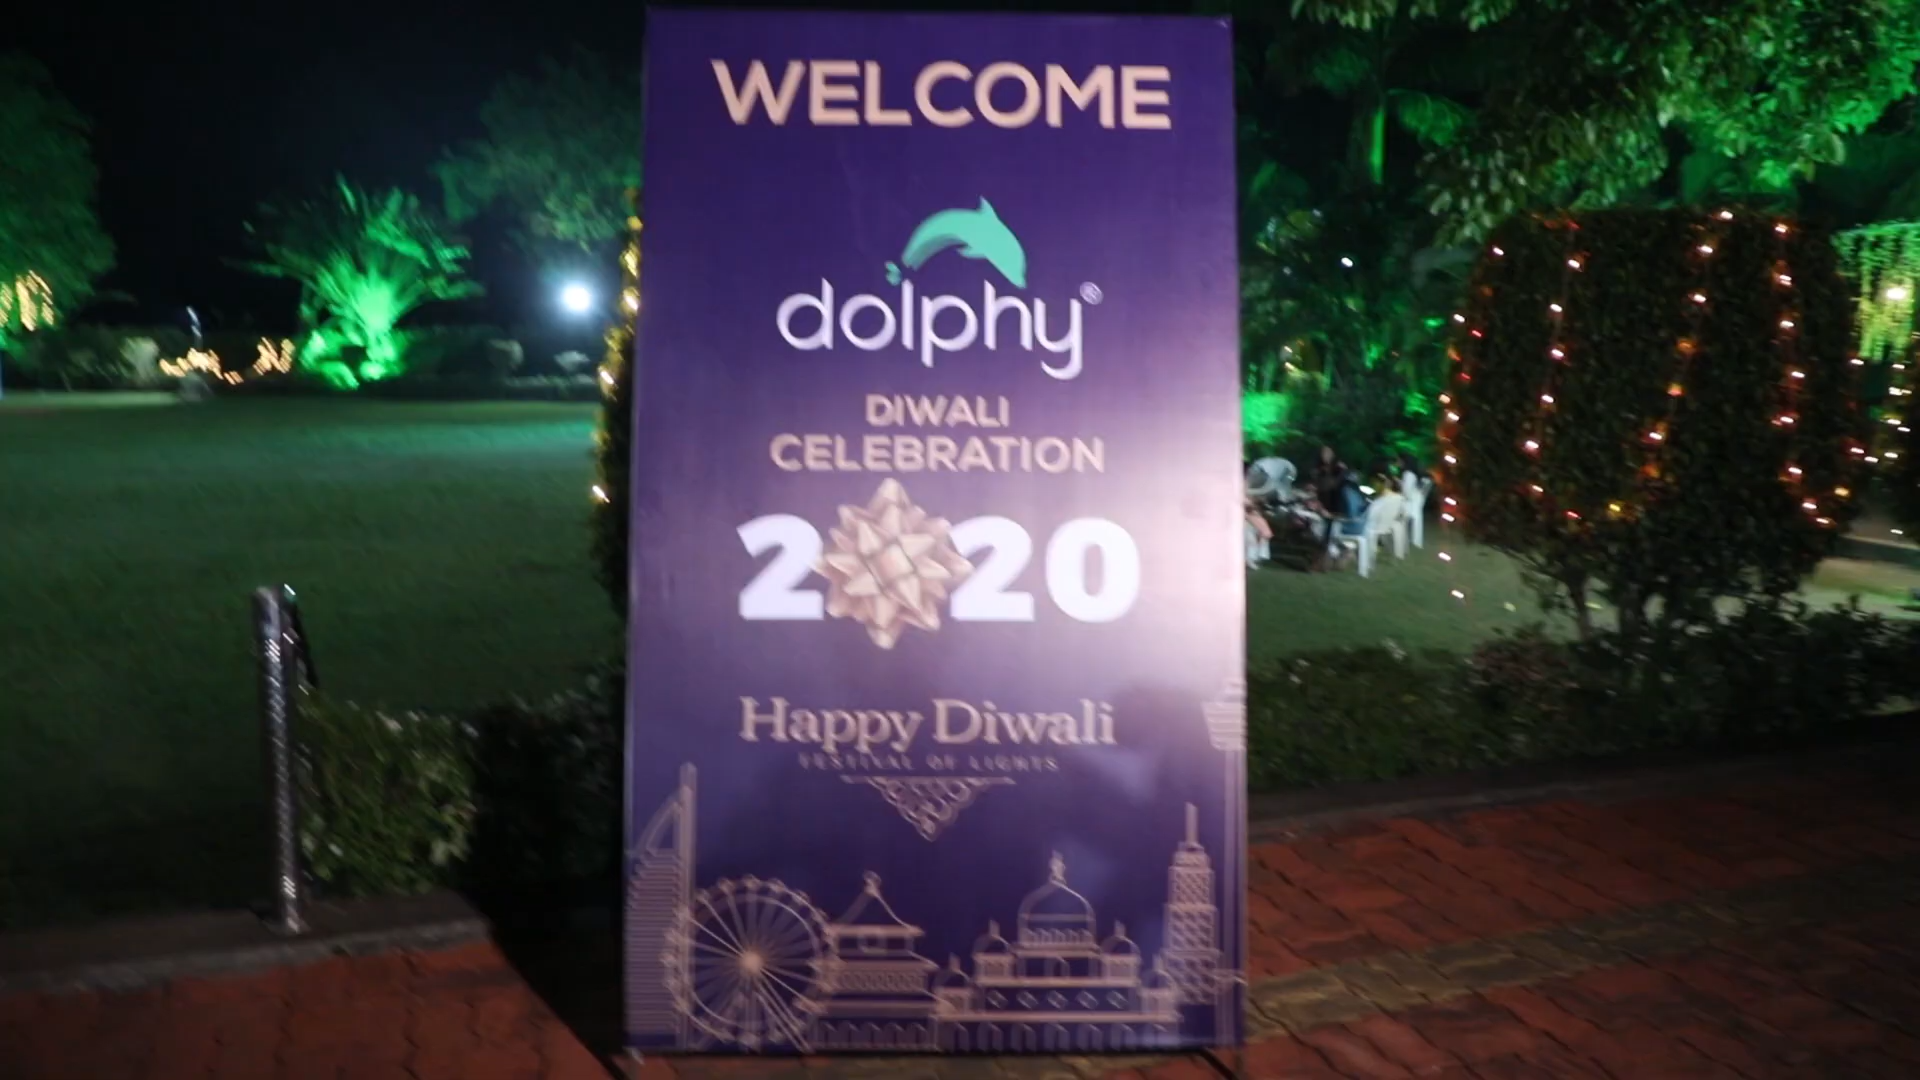 WELCOME
dolphy®
DIWALI
CELEBRATION
2020
Happy Diwali
FESTIVAL OF LIGHTS